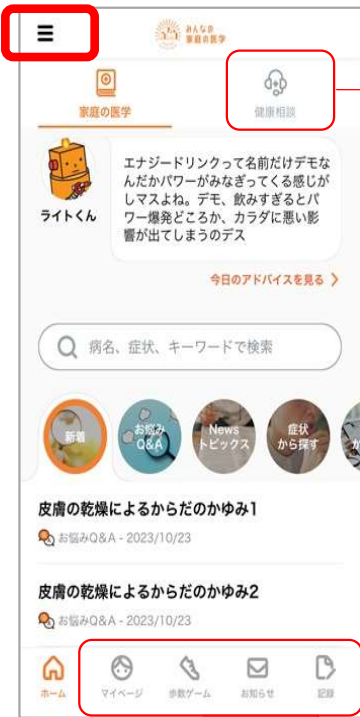 みんなの
家庭の医学
家庭の医学
健康相談
エナジードリンクって名前だけデモな
んだかパワーがみなぎってくる感じが
しマスよね。デモ、飲みすぎるとパ
ワー爆発どころか、カラダに悪い影
響が出てしまうのデス
ライトくん
今日のアドバイスを見る 〉
病名、症状、キーワードで検索
新着
お悩み
Q&A
News
トピックス
症状
から探す
か
皮膚の乾燥によるからだのかゆみ1
お悩みQ&A - 2023/10/23
皮膚の乾燥によるからだのかゆみ2
お悩みQ&A - 2023/10/23
ホーム
マイページ
歩数ゲーム
お知らせ
記録